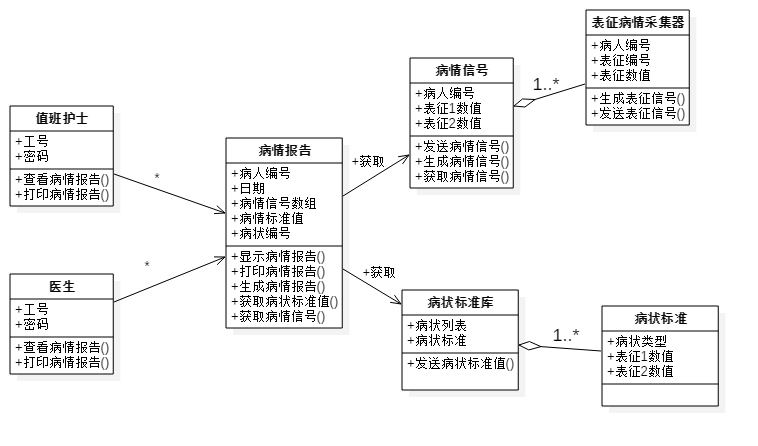 值班护士
+工号
+密码
+查看病情报告()
+打印病情报告()
*
医生
+工号
+密码
+查看病情报告()
+打印病情报告()
*
病情报告
+病人编号
+日期
+病情信号数组
+病情标准值
+病状编号
+显示病情报告()
+打印病情报告()
+生成病情报告()
+获取病状标准值()
+获取病情信号()
+获取
+获取
病情信号
+病人编号
+表征1数值
+表征2数值
+发送病情信号()
+生成病情信号()
+获取病情信号()
1..*
表征病情采集器
+病人编号
+表征编号
+表征数值
+生成表征信号()
+发送表征信号()
病状标准库
+病状列表
+病状标准
+发送病状标准值()
1..*
病状标准
+病状类型
+表征1数值
+表征2数值